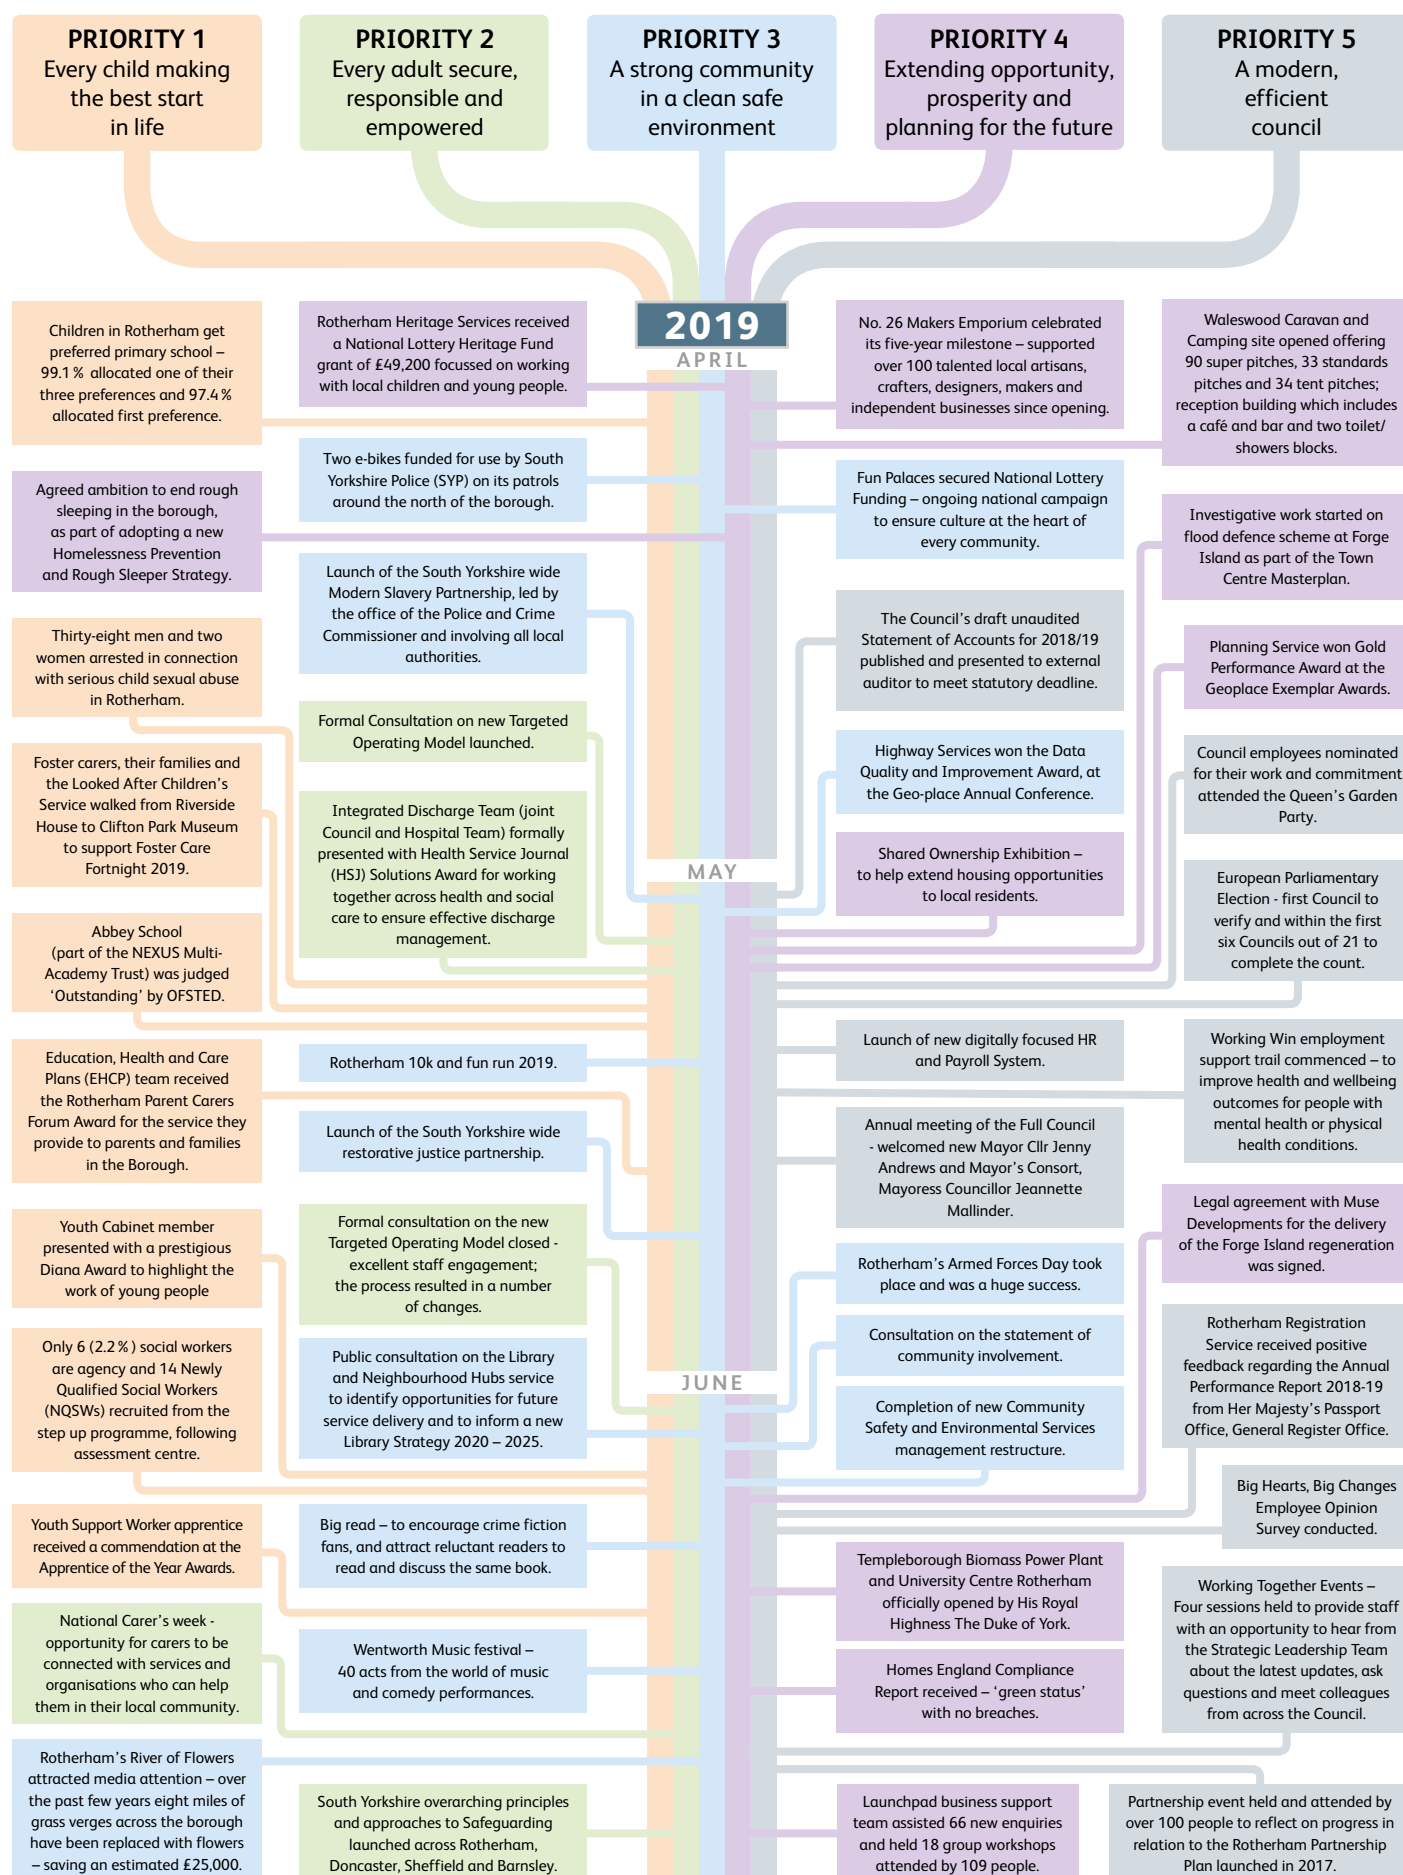 PRIORITY 1
Every child making
the best start
in life
PRIORITY 2
Every adult secure,
responsible and
empowered
PRIORITY 3
A strong community
in a clean safe
environment
PRIORITY 4
Extending opportunity,
prosperity and
planning for the future
PRIORITY 5
A modern,
efficient
council
2019
APRIL
Children in Rotherham get
preferred primary school –
99.1% allocated one of their
three preferences and 97.4%
allocated first preference.
Agreed ambition to end rough
sleeping in the borough,
as part of adopting a new
Homelessness Prevention
and Rough Sleeper Strategy.
Thirty-eight men and two
women arrested in connection
with serious child sexual abuse
in Rotherham.
Foster carers, their families and
the Looked After Children's
Service walked from Riverside
House to Clifton Park Museum
to support Foster Care
Fortnight 2019.
Abbey School
(part of the NEXUS Multi-
Academy Trust) was judged
'Outstanding' by OFSTED.
Education, Health and Care
Plans (EHCP) team received
the Rotherham Parent Carers
Forum Award for the service they
provide to parents and families
in the Borough.
Youth Cabinet member
presented with a prestigious
Diana Award to highlight the
work of young people
Only 6 (2.2%) social workers
are agency and 14 Newly
Qualified Social Workers
(NQSWs) recruited from the
step up programme, following
assessment centre.
Youth Support Worker apprentice
received a commendation at the
Apprentice of the Year Awards.
National Carer's week -
opportunity for carers to be
connected with services and
organisations who can help
them in their local community.
Rotherham's River of Flowers
attracted media attention – over
the past few years eight miles of
grass verges across the borough
have been replaced with flowers
– saving an estimated £25,000.
Rotherham Heritage Services received
a National Lottery Heritage Fund
grant of £49,200 focussed on working
with local children and young people.
Two e-bikes funded for use by South
Yorkshire Police (SYP) on its patrols
around the north of the borough.
Launch of the South Yorkshire wide
Modern Slavery Partnership, led by
the office of the Police and Crime
Commissioner and involving all local
authorities.
Formal Consultation on new Targeted
Operating Model launched.
Integrated Discharge Team (joint
Council and Hospital Team) formally
presented with Health Service Journal
(HSJ) Solutions Award for working
together across health and social
care to ensure effective discharge
management.
Rotherham 10k and fun run 2019.
Launch of the South Yorkshire wide
restorative justice partnership.
Formal consultation on the new
Targeted Operating Model closed -
excellent staff engagement;
the process resulted in a number
of changes.
Public consultation on the Library
and Neighbourhood Hubs service
to identify opportunities for future
service delivery and to inform a new
Library Strategy 2020 – 2025.
Big read – to encourage crime fiction
fans, and attract reluctant readers to
read and discuss the same book.
Wentworth Music festival –
40 acts from the world of music
and comedy performances.
South Yorkshire overarching principles
and approaches to Safeguarding
launched across Rotherham,
Doncaster, Sheffield and Barnsley.
MAY
JUNE
No. 26 Makers Emporium celebrated
its five-year milestone – supported
over 100 talented local artisans,
crafters, designers, makers and
independent businesses since opening.
Fun Palaces secured National Lottery
Funding – ongoing national campaign
to ensure culture at the heart of
every community.
The Council's draft unaudited
Statement of Accounts for 2018/19
published and presented to external
auditor to meet statutory deadline.
Highway Services won the Data
Quality and Improvement Award, at
the Geo-place Annual Conference.
Shared Ownership Exhibition –
to help extend housing opportunities
to local residents.
Launch of new digitally focused HR
and Payroll System.
Annual meeting of the Full Council
- welcomed new Mayor Cllr Jenny
Andrews and Mayor's Consort,
Mayoress Councillor Jeannette
Mallinder.
Rotherham's Armed Forces Day took
place and was a huge success.
Consultation on the statement of
community involvement.
Completion of new Community
Safety and Environmental Services
management restructure.
Templeborough Biomass Power Plant
and University Centre Rotherham
officially opened by His Royal
Highness The Duke of York.
Homes England Compliance
Report received – 'green status'
with no breaches.
Launchpad business support
team assisted 66 new enquiries
and held 18 group workshops
attended by 109 people.
Waleswood Caravan and
Camping site opened offering
90 super pitches, 33 standards
pitches and 34 tent pitches;
reception building which includes
a café and bar and two toilet/
showers blocks.
Investigative work started on
flood defence scheme at Forge
Island as part of the Town
Centre Masterplan.
Planning Service won Gold
Performance Award at the
Geoplace Exemplar Awards.
Council employees nominated
for their work and commitment
attended the Queen's Garden
Party.
European Parliamentary
Election - first Council to
verify and within the first
six Councils out of 21 to
complete the count.
Working Win employment
support trail commenced – to
improve health and wellbeing
outcomes for people with
mental health or physical
health conditions.
Legal agreement with Muse
Developments for the delivery
of the Forge Island regeneration
was signed.
Rotherham Registration
Service received positive
feedback regarding the Annual
Performance Report 2018-19
from Her Majesty's Passport
Office, General Register Office.
Big Hearts, Big Changes
Employee Opinion
Survey conducted.
Working Together Events –
Four sessions held to provide staff
with an opportunity to hear from
the Strategic Leadership Team
about the latest updates, ask
questions and meet colleagues
from across the Council.
Partnership event held and attended by
over 100 people to reflect on progress in
relation to the Rotherham Partnership
Plan launched in 2017.